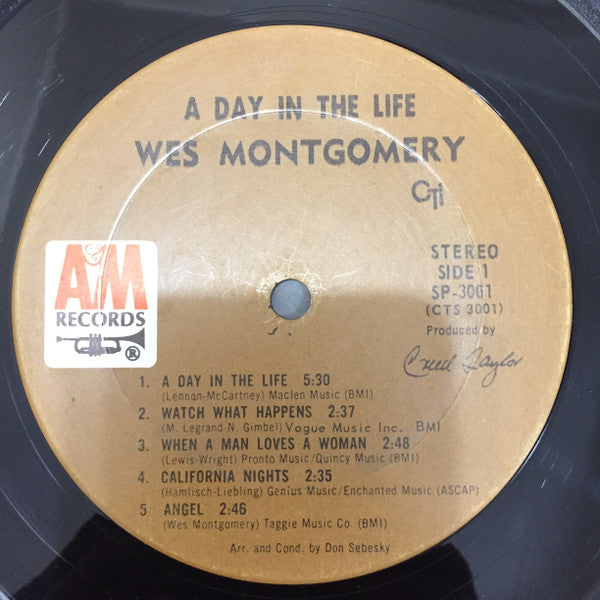 A DAY IN THE LIFE
WES MONTGOMERY
CTi
STEREO
SIDE 1
SP-3001
(CTS 3001)
Produced by
Creed Taylor
A&M
RECORDS
®
1. A DAY IN THE LIFE 5:30
(Lennon-McCartney) Maclen Music (BMI)
2. WATCH WHAT HAPPENS 2:37
(M. Legrand-N. Gimbel) Vogue Music Inc. BMI
3. WHEN A MAN LOVES A WOMAN 2:48
(Lewis-Wright) Pronto Music/Quincy Music (BMI)
4. CALIFORNIA NIGHTS 2:35
(Hamlisch-Liebling) Genius Music/Enchanted Music (ASCAP)
5 ANGEL 2:46
(Wes Montgomery) Taggie Music Co. (BMI)
Arr. and Cond. by Don Sebesky